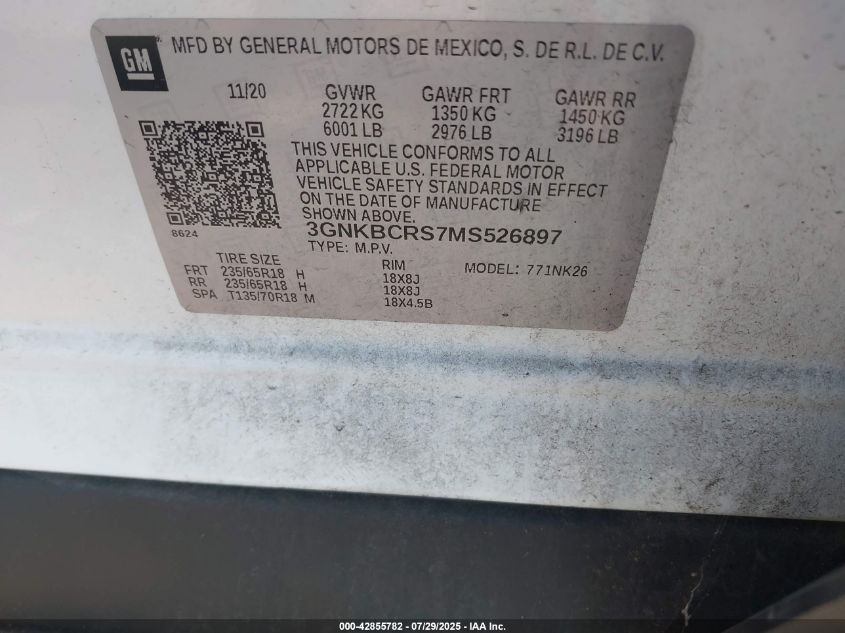 GM
MFD BY GENERAL MOTORS DE MEXICO, S. DE R.L. DE C.V.
11/20 GVWR GAWR FRT GAWR RR
2722 KG 1350 KG 1450 KG
6001 LB 2976 LB 3196 LB
THIS VEHICLE CONFORMS TO ALL
APPLICABLE U.S. FEDERAL MOTOR
VEHICLE SAFETY STANDARDS IN EFFECT
ON THE DATE OF MANUFACTURE
SHOWN ABOVE.
8624
3GNKBCRS7MS526897
TYPE: M.P.V.
TIRE SIZE RIM MODEL: 771NK26
FRT 235/65R18 H 18X8J
RR 235/65R18 H 18X8J
SPA T135/70R18 M 18X4.5B
000-42855782 - 07/29/2025 - IAA Inc.